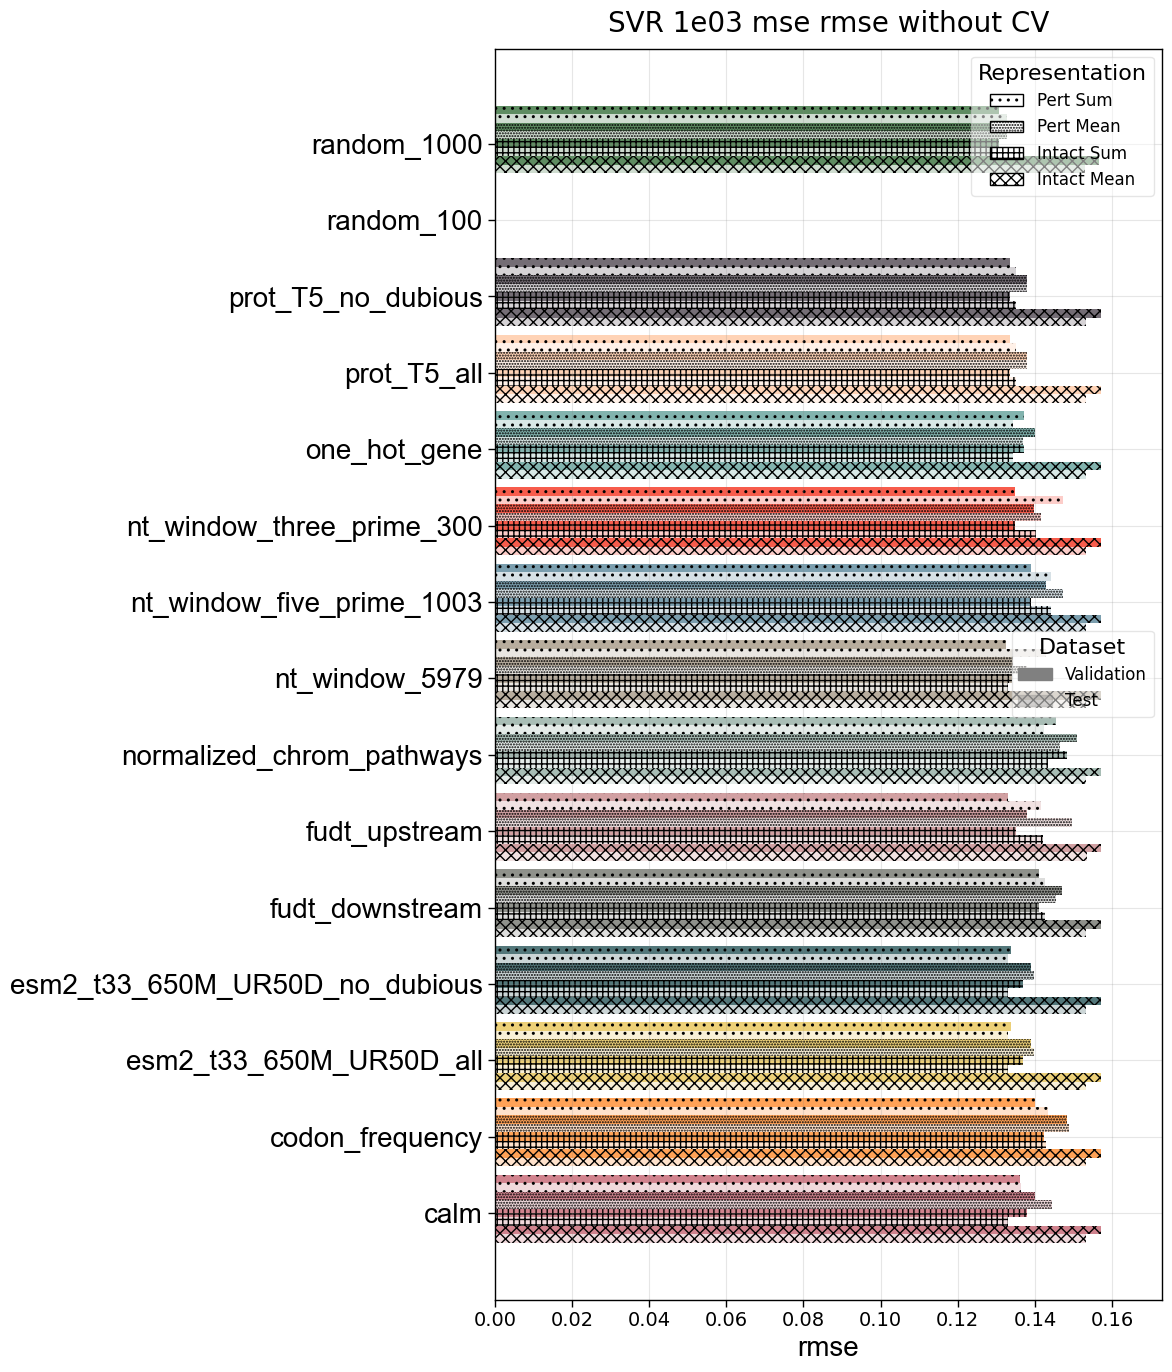 SVR 1e03 mse rmse without CV
Representation
Pert Sum
Pert Mean
Intact Sum
Intact Mean
random_1000
random_100
prot_T5_no_dubious
prot_T5_all
one_hot_gene
nt_window_three_prime_300
nt_window_five_prime_1003
nt_window_5979
Dataset
Validation
Test
normalized_chrom_pathways
fudt_upstream
fudt_downstream
esm2_t33_650M_UR50D_no_dubious
esm2_t33_650M_UR50D_all
codon_frequency
calm
0.00 0.02 0.04 0.06 0.08 0.10 0.12 0.14 0.16
rmse